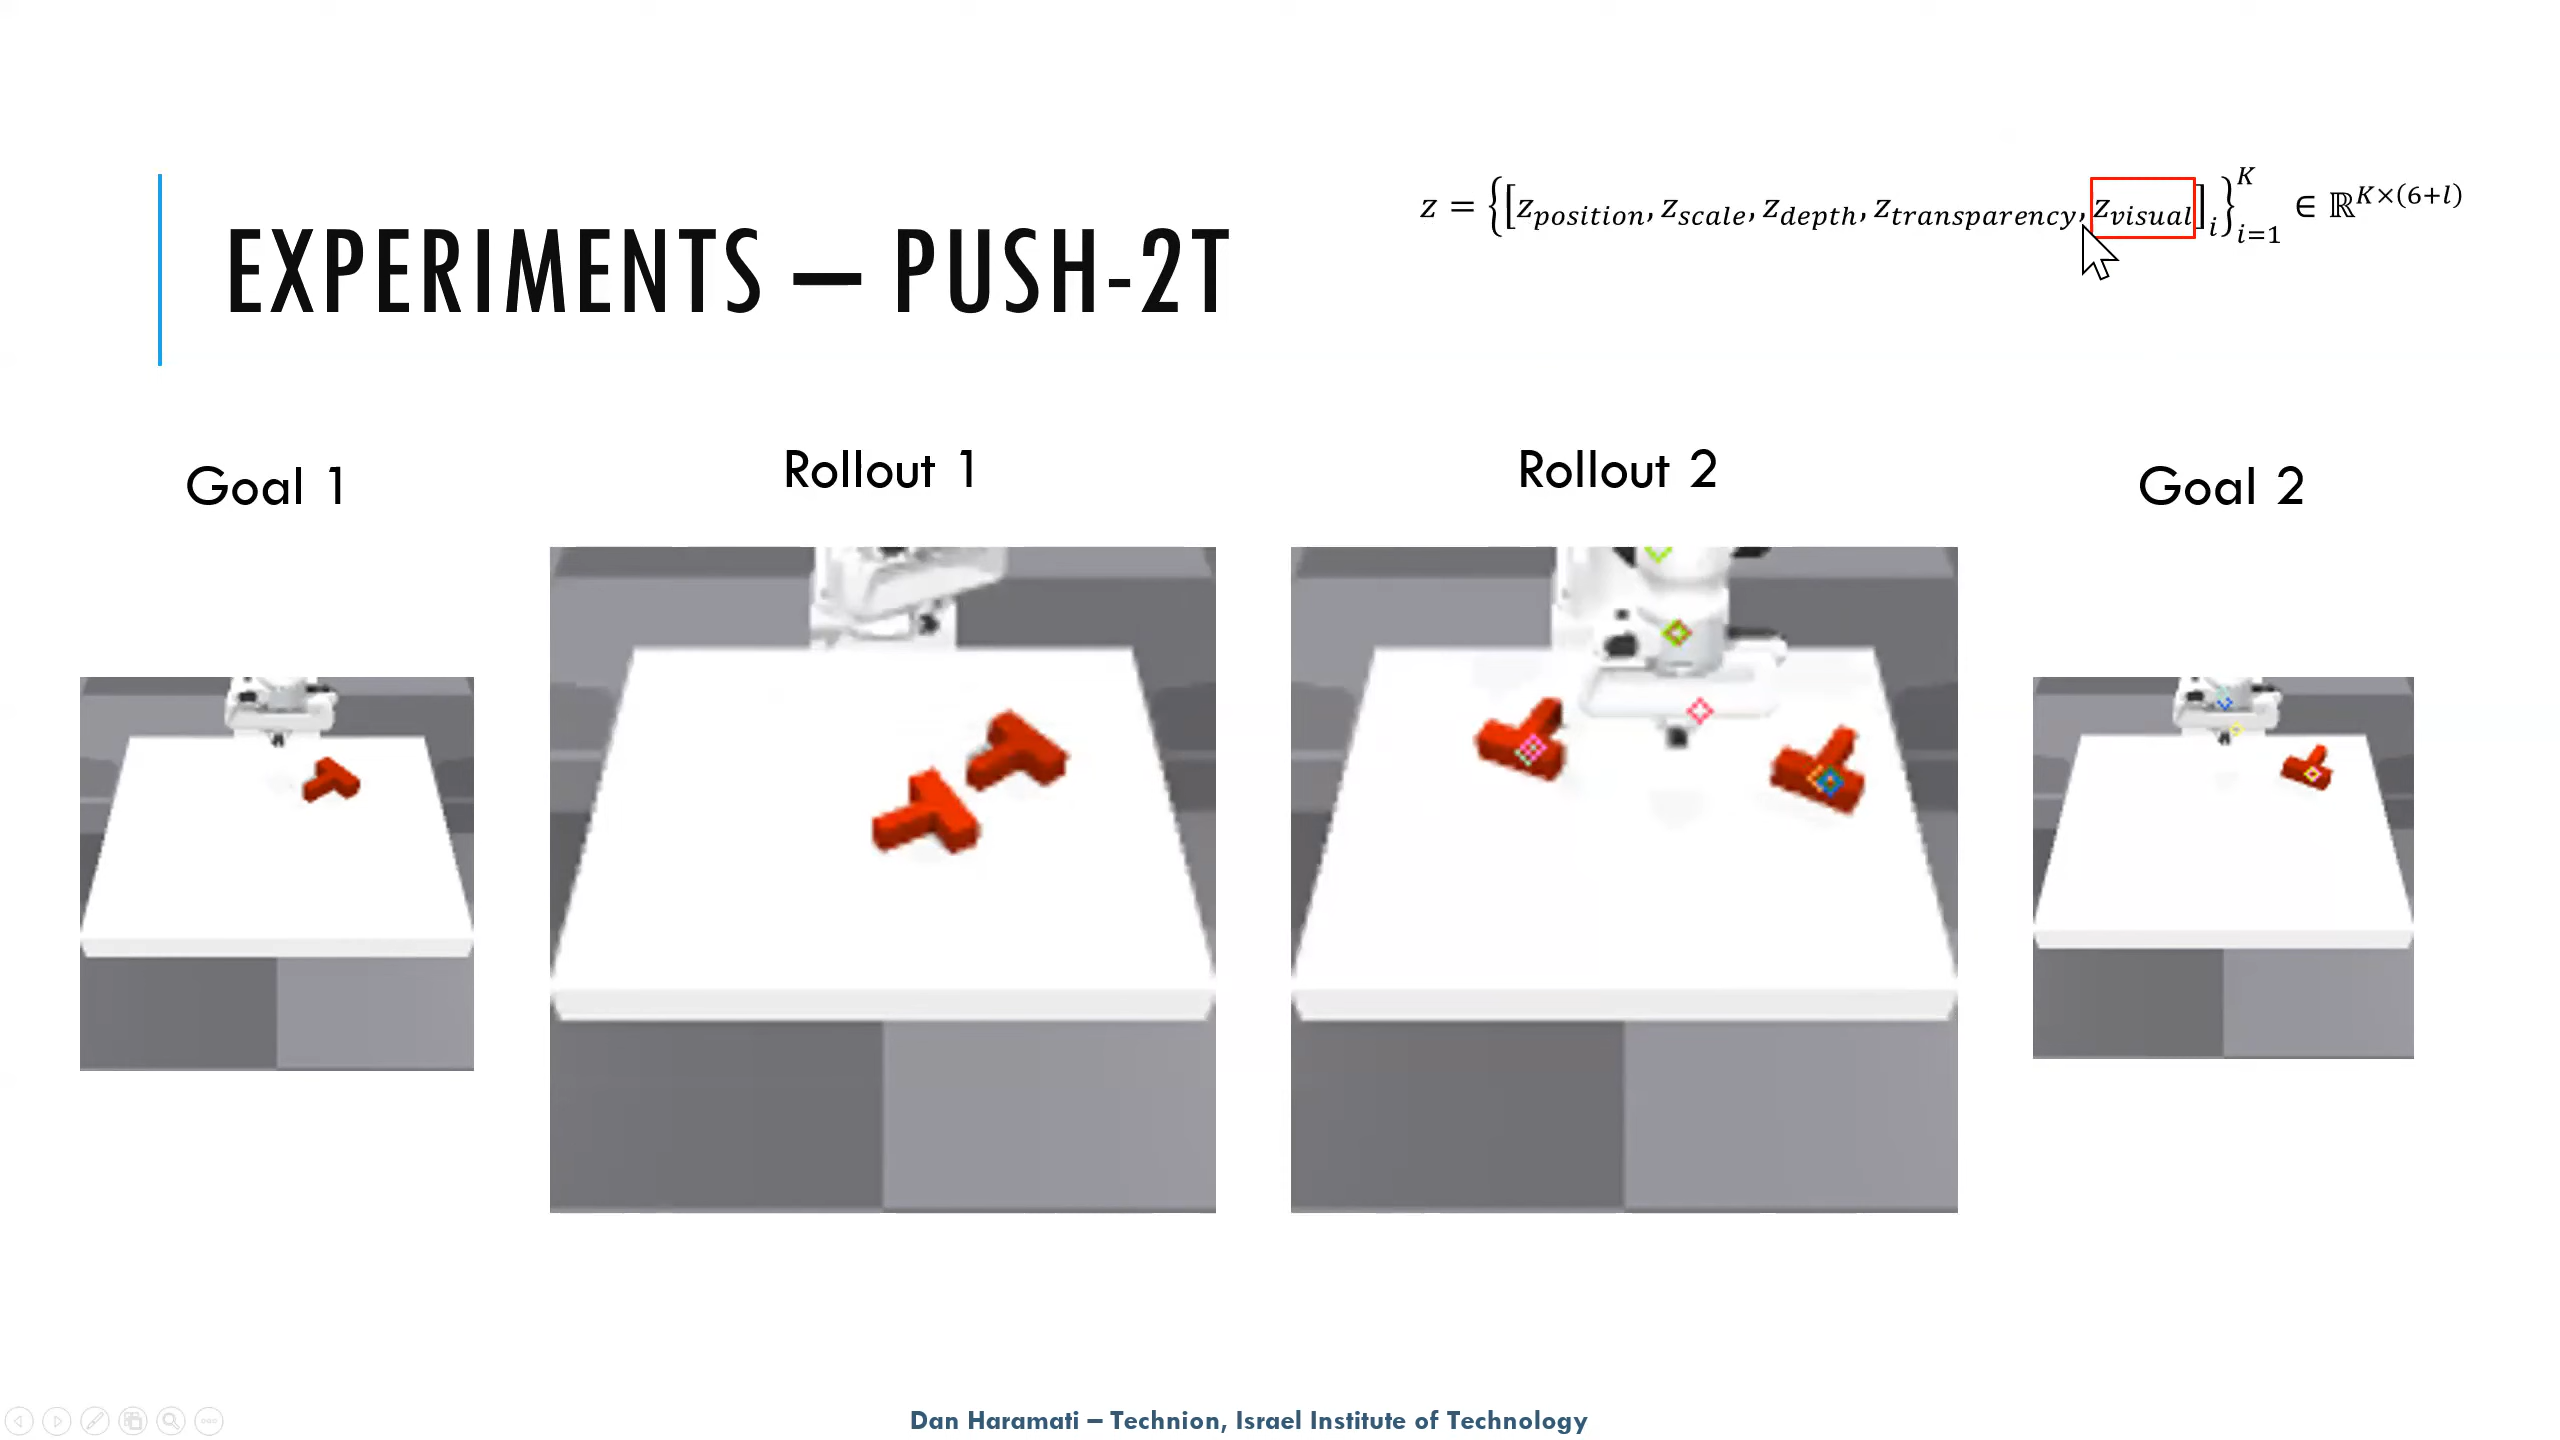 z = {[z_position, z_scale, z_depth, z_transparency, z_visual]_i}_{i=1}^K ∈ ℝ^{K×(6+l)}
EXPERIMENTS – PUSH-2T
Goal 1
Rollout 1
Rollout 2
Goal 2
Dan Haramati – Technion, Israel Institute of Technology